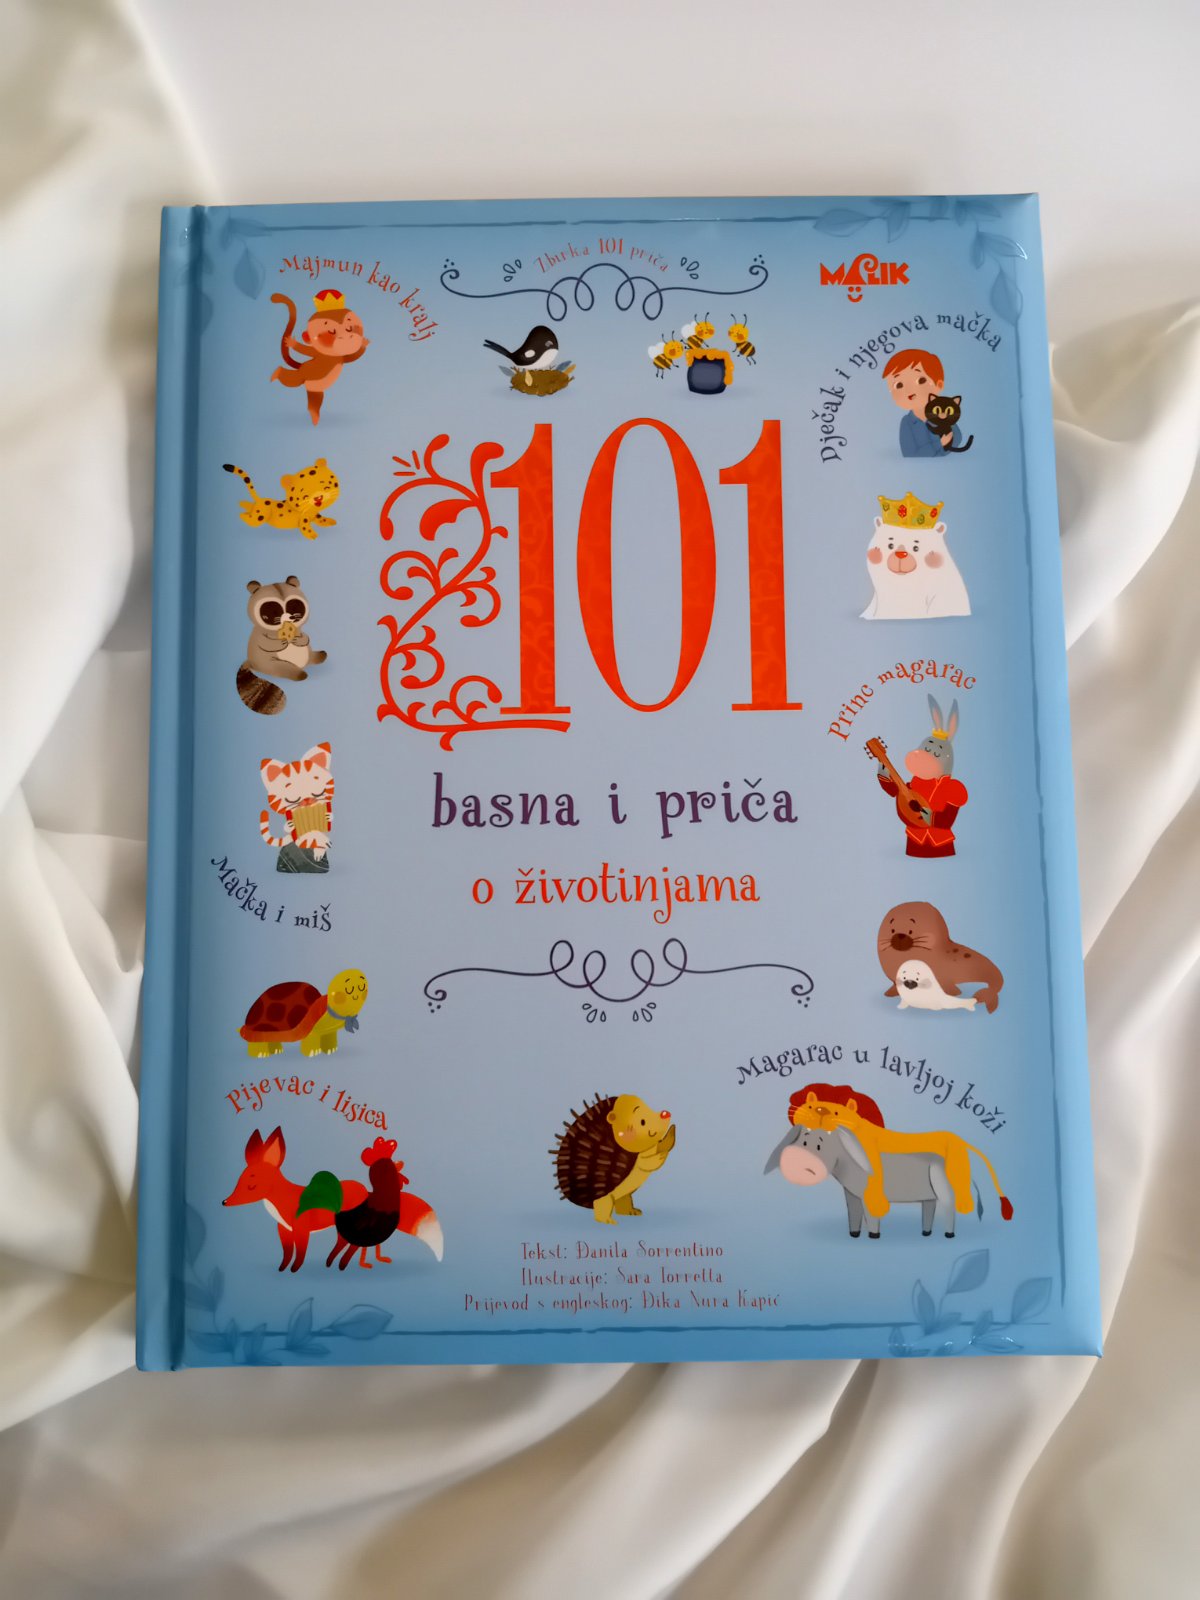 Zbirka 101 priča
MALIK
Majmun kao kralj
Dječak i njegova mačka
101
basna i priča
o životinjama
Princ magarac
Mačka i miš
Pijevac i lisica
Magarac u lavljoj koži
Tekst: Danila Sorrentino
Ilustracije: Sara Torretta
Prijevod s engleskog: Đika Nura Kapić